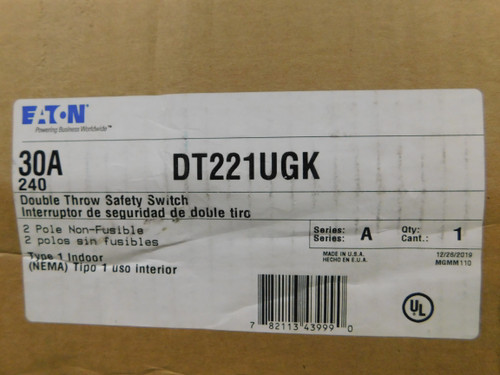 EATON
Powering Business Worldwide™
30A
DT221UGK
240
Double Throw Safety Switch
Interruptor de seguridad de doble tiro
2 Pole Non-Fusible
2 polos sin fusibles
Series: A Qty: 1
Series: Cant.:
Type 1 Indoor
(NEMA) Tipo 1 uso interior
MADE IN U.S.A.
HECHO EN E.U.A.
12/26/2019
MGMM110
UL
7 82113 43999 0